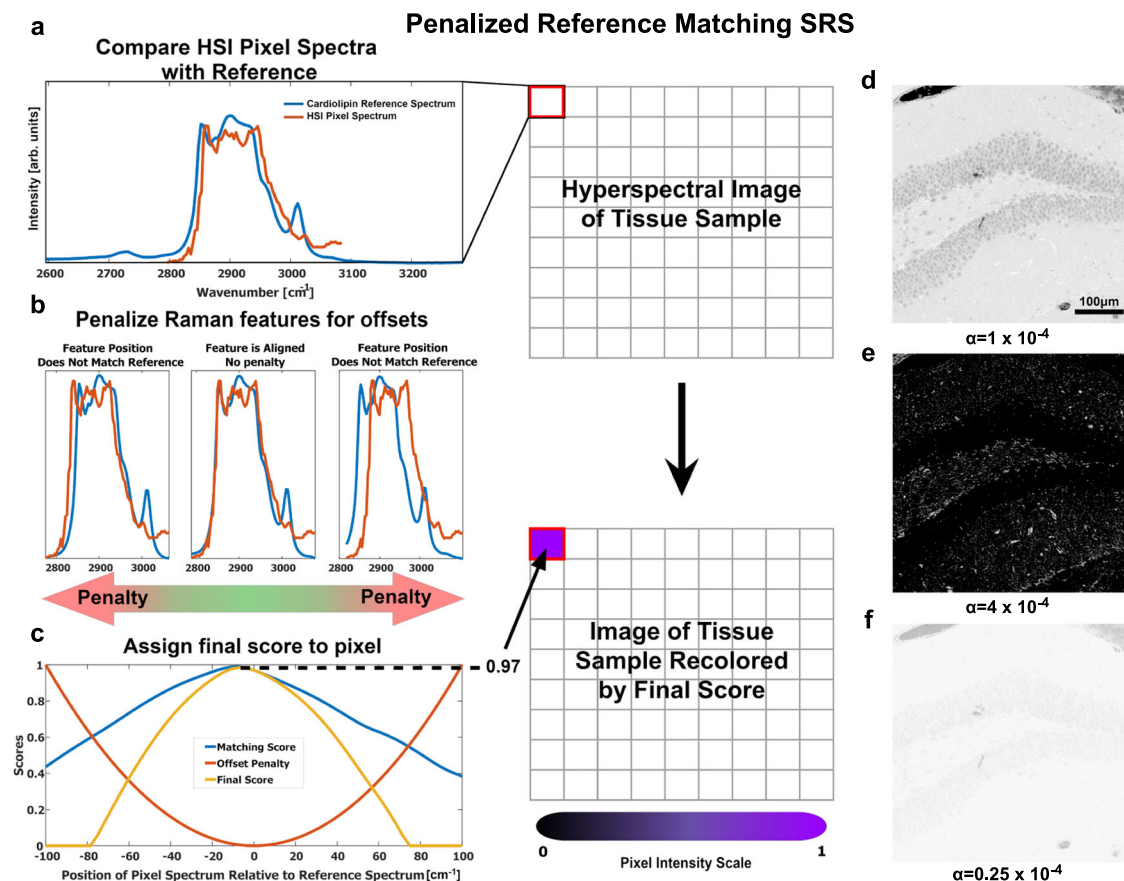 Penalized Reference Matching SRS
a
Compare HSI Pixel Spectra
with Reference
Intensity [arb. units]
Cardiolipin Reference Spectrum
HSI Pixel Spectrum
2600 2700 2800 2900 3000 3100 3200
Wavenumber [cm-1]
Hyperspectral Image
of Tissue Sample
b
Penalize Raman features for offsets
Feature Position
Does Not Match Reference
Feature is Aligned
No penalty
Feature Position
Does Not Match Reference
2800 2900 3000
2800 2900 3000
2800 2900 3000
Penalty
Penalty
c
Assign final score to pixel
Scores
1
0.8
0.6
0.4
0.2
0
Matching Score
Offset Penalty
Final Score
0.97
-100 -80 -60 -40 -20 0 20 40 60 80 100
Position of Pixel Spectrum Relative to Reference Spectrum[cm-1]
Image of Tissue
Sample Recolored
by Final Score
0
1
Pixel Intensity Scale
d
100µm
α=1 x 10-4
e
α=4 x 10-4
f
α=0.25 x 10-4